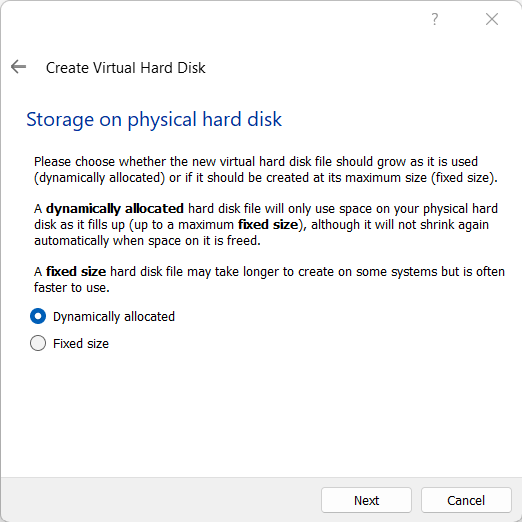 ?
Create Virtual Hard Disk
Storage on physical hard disk
Please choose whether the new virtual hard disk file should grow as it is used
(dynamically allocated) or if it should be created at its maximum size (fixed size).
A dynamically allocated hard disk file will only use space on your physical hard
disk as it fills up (up to a maximum fixed size), although it will not shrink again
automatically when space on it is freed.
A fixed size hard disk file may take longer to create on some systems but is often
faster to use.
Dynamically allocated
Fixed size
Next
Cancel